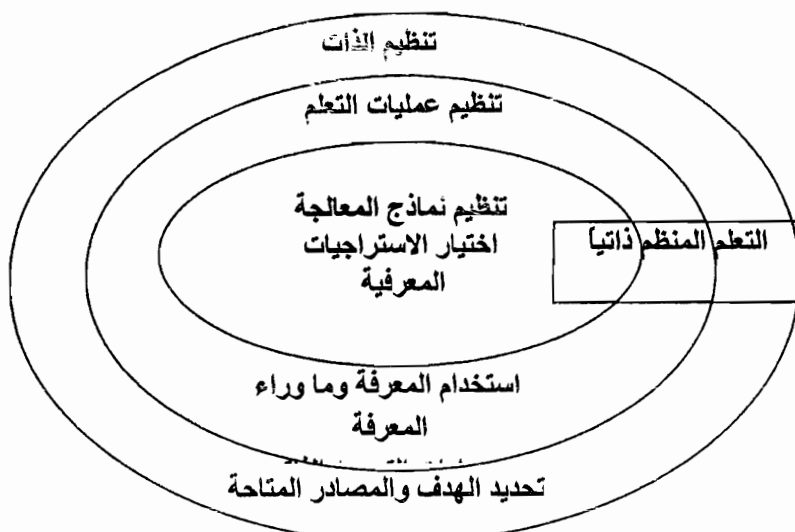 تنظيم الذات
تنظيم عمليات التعلم
تنظيم نماذج المعالجة
اختيار الاستراجيات
المعرفية
التعلم المنظم ذاتياً
استخدام المعرفة وما وراء
المعرفة
تحديد الهدف والمصادر المتاحة